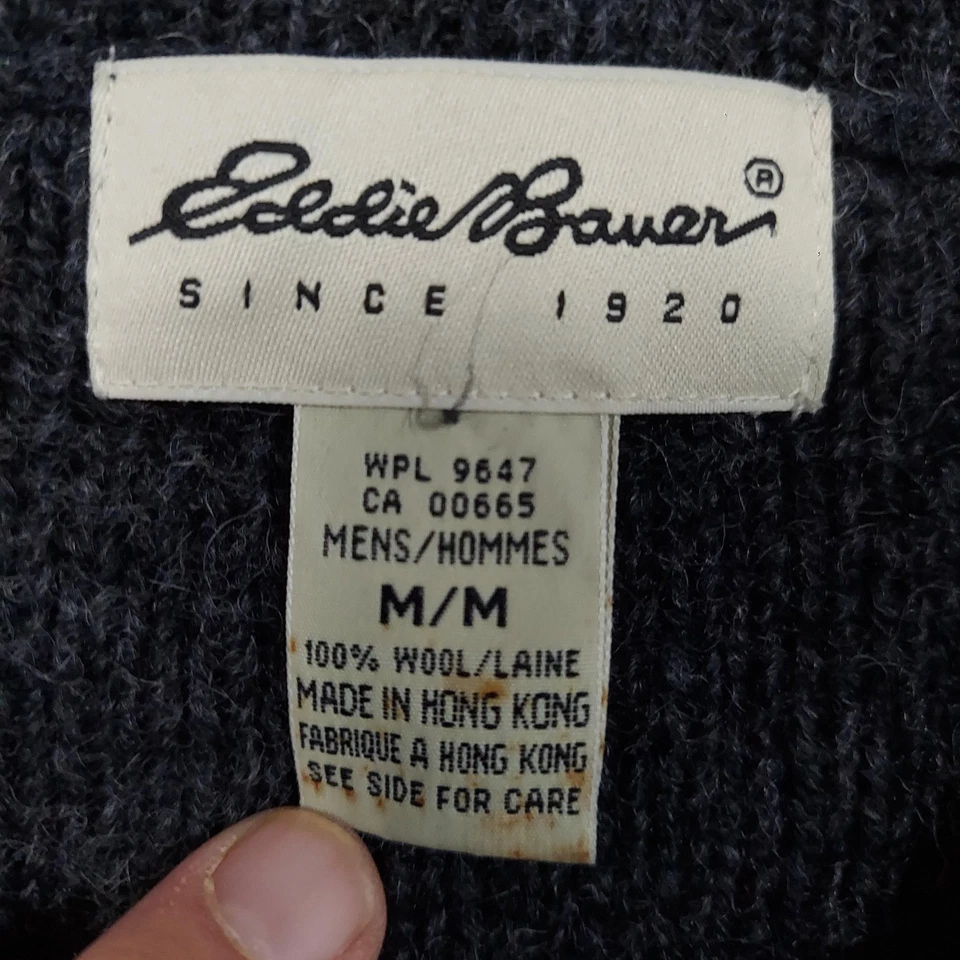 Eddie Bauer®
SINCE 1920
WPL 9647
CA 00665
MENS/HOMMES
M/M
100% WOOL/LAINE
MADE IN HONG KONG
FABRIQUE A HONG KONG
SEE SIDE FOR CARE